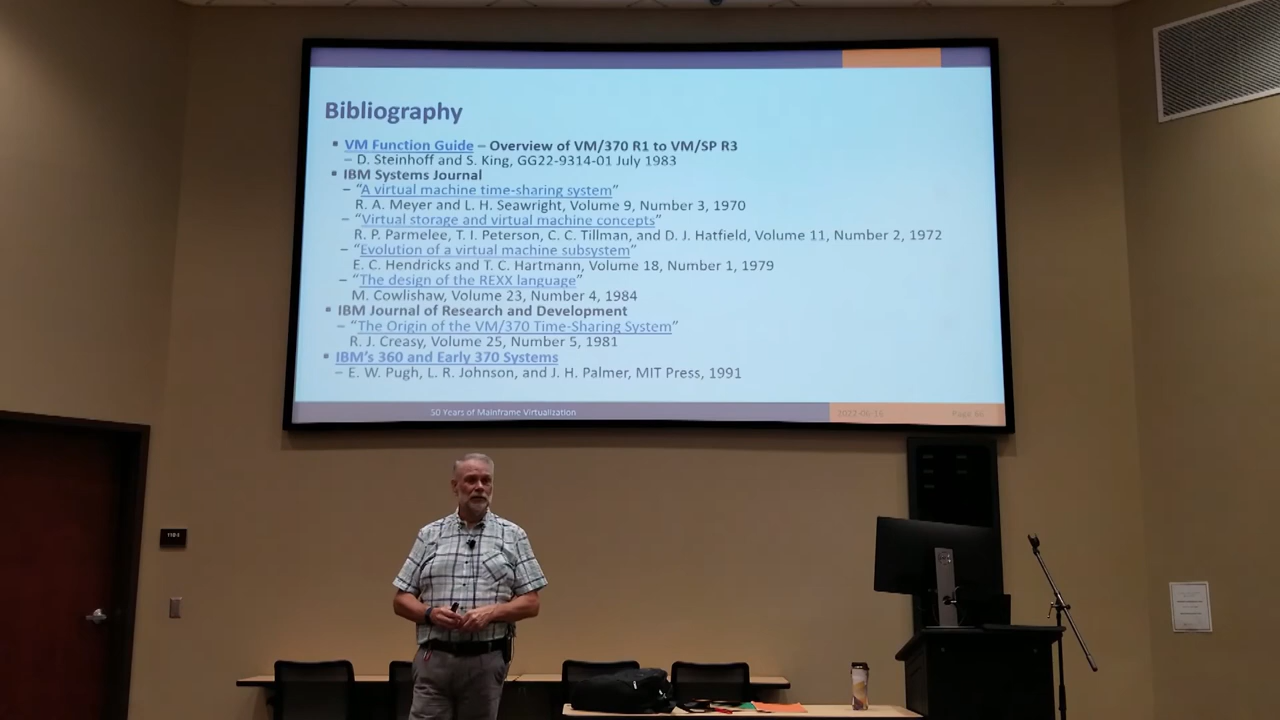 Bibliography
▪ VM Function Guide – Overview of VM/370 R1 to VM/SP R3
– D. Steinhoff and S. King, GG22-9314-01 July 1983
▪ IBM Systems Journal
– “A virtual machine time-sharing system”
R. A. Meyer and L. H. Seawright, Volume 9, Number 3, 1970
– “Virtual storage and virtual machine concepts”
R. P. Parmelee, T. I. Peterson, C. C. Tillman, and D. J. Hatfield, Volume 11, Number 2, 1972
– “Evolution of a virtual machine subsystem”
E. C. Hendricks and T. C. Hartmann, Volume 18, Number 1, 1979
– “The design of the REXX language”
M. Cowlishaw, Volume 23, Number 4, 1984
▪ IBM Journal of Research and Development
– “The Origin of the VM/370 Time-Sharing System”
R. J. Creasy, Volume 25, Number 5, 1981
▪ IBM’s 360 and Early 370 Systems
– E. W. Pugh, L. R. Johnson, and J. H. Palmer, MIT Press, 1991
50 Years of Mainframe Virtualization 2022-06-16 Page 66